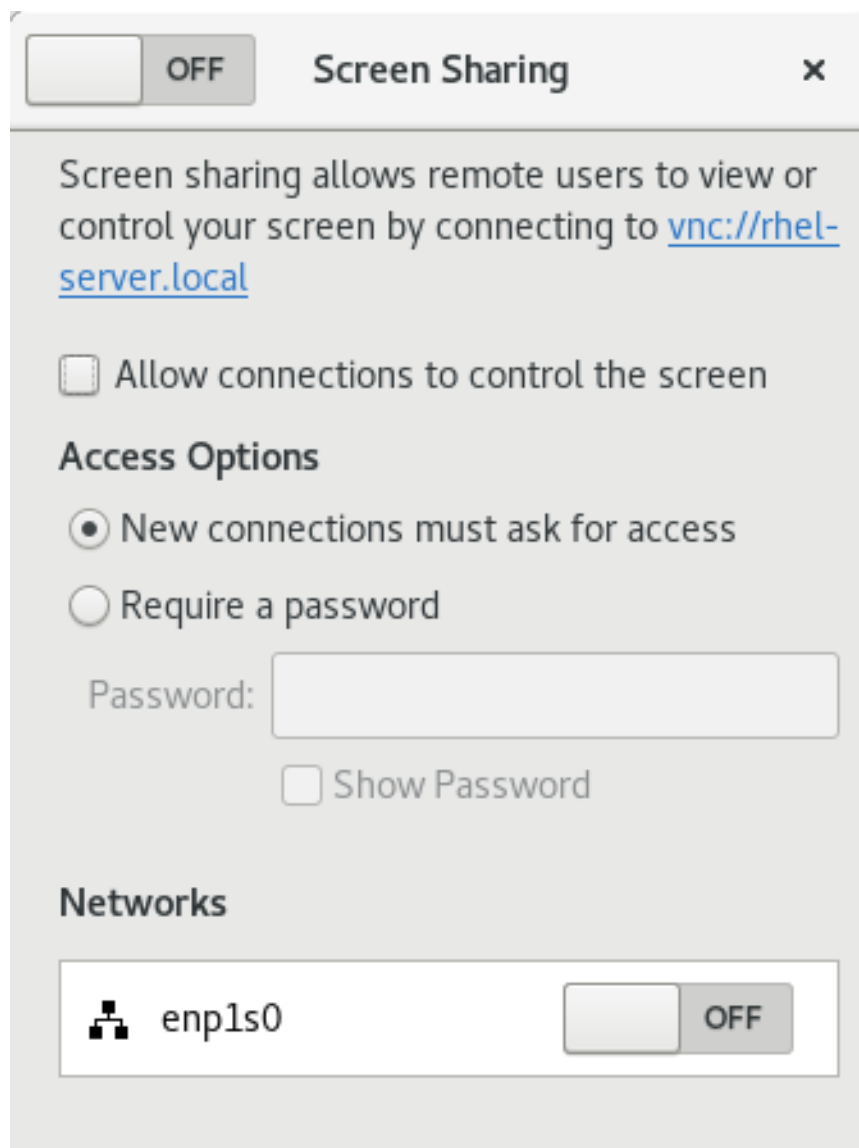 OFF Screen Sharing ×
Screen sharing allows remote users to view or
control your screen by connecting to vnc://rhel-
server.local
Allow connections to control the screen
Access Options
New connections must ask for access
Require a password
Password:
Show Password
Networks
enp1s0 OFF